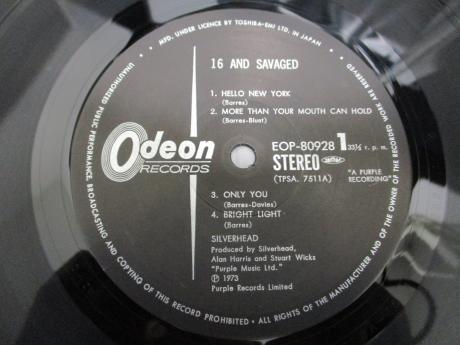 MFD. UNDER LICENCE BY TOSHIBA-EMI LTD. IN JAPAN
ALL RIGHTS OF THE MANUFACTURER AND OF THE OWNER OF THE RECORDED WORK ARE RESERVED
UNAUTHORIZED PUBLIC PERFORMANCE, BROADCASTING AND COPYING OF THIS RECORD PROHIBITED
16 AND SAVAGED
1. HELLO NEW YORK
(Barres)
2. MORE THAN YOUR MOUTH CAN HOLD
(Barres-Blunt)
Odeon
RECORDS
EOP-80928 1 33⅓ r. p. m.
STEREO
(TPSA. 7511A)
"A PURPLE
RECORDING"
3. ONLY YOU
(Barres-Davies)
4. BRIGHT LIGHT
(Barres)
SILVERHEAD
Produced by Silverhead,
Alan Harris and Stuart Wicks
"Purple Music Ltd."
Ⓟ 1973
Purple Records Limited